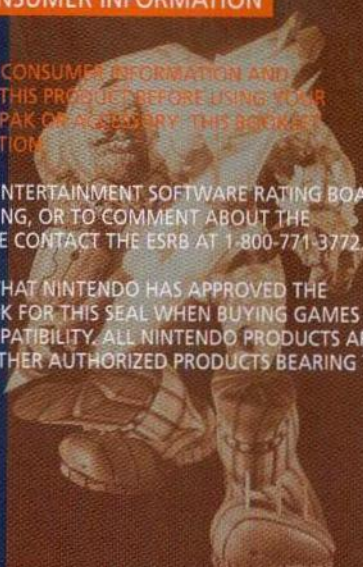 NSUMER INFORMATION
CONSUMER INFORMATION AND
THIS PRODUCT BEFORE USING YOUR
PAK OR ACCESSORY. THIS BOOKLET
TION.
NTERTAINMENT SOFTWARE RATING BOA
NG, OR TO COMMENT ABOUT THE
E CONTACT THE ESRB AT 1-800-771-3772.
HAT NINTENDO HAS APPROVED THE
K FOR THIS SEAL WHEN BUYING GAMES
PATIBILITY. ALL NINTENDO PRODUCTS A
THER AUTHORIZED PRODUCTS BEARING